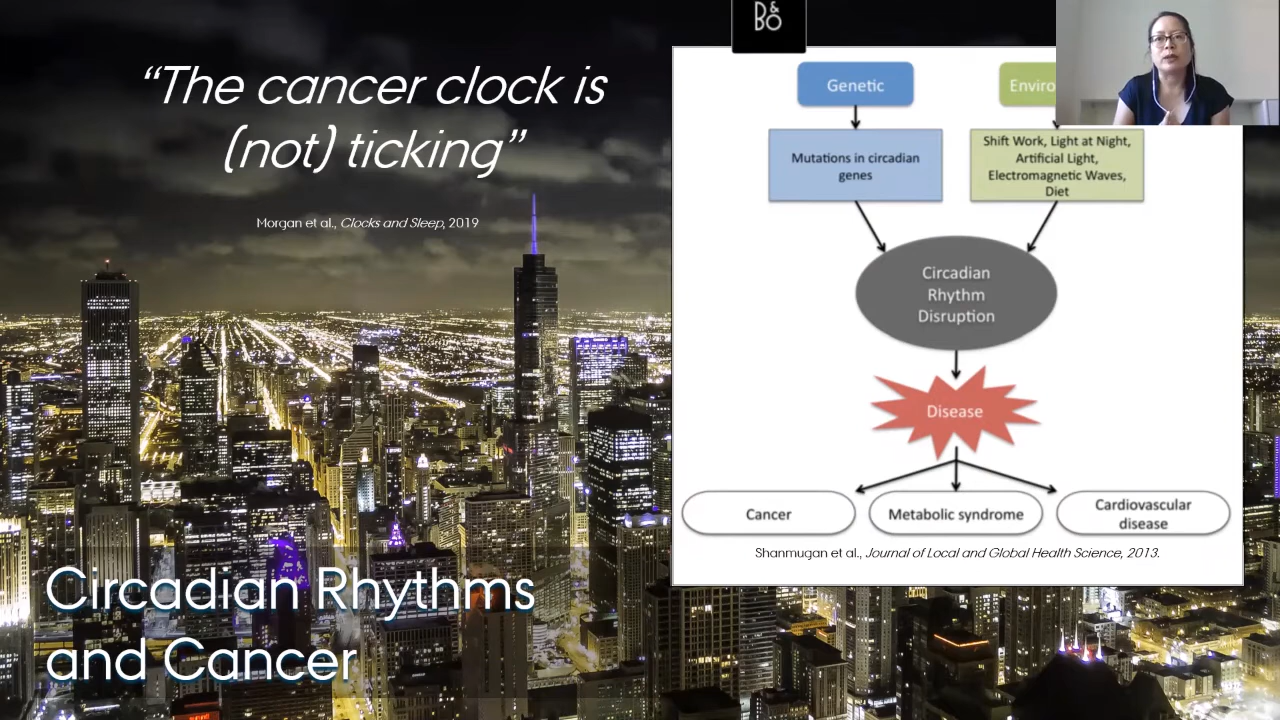 “The cancer clock is
(not) ticking”
Morgan et al., Clocks and Sleep, 2019
Circadian Rhythms
and Cancer
B&O
Genetic
Enviro
Mutations in circadian
genes
Shift Work, Light at Night,
Artificial Light,
Electromagnetic Waves,
Diet
Circadian
Rhythm
Disruption
Disease
Cancer
Metabolic syndrome
Cardiovascular
disease
Shanmugan et al., Journal of Local and Global Health Science, 2013.